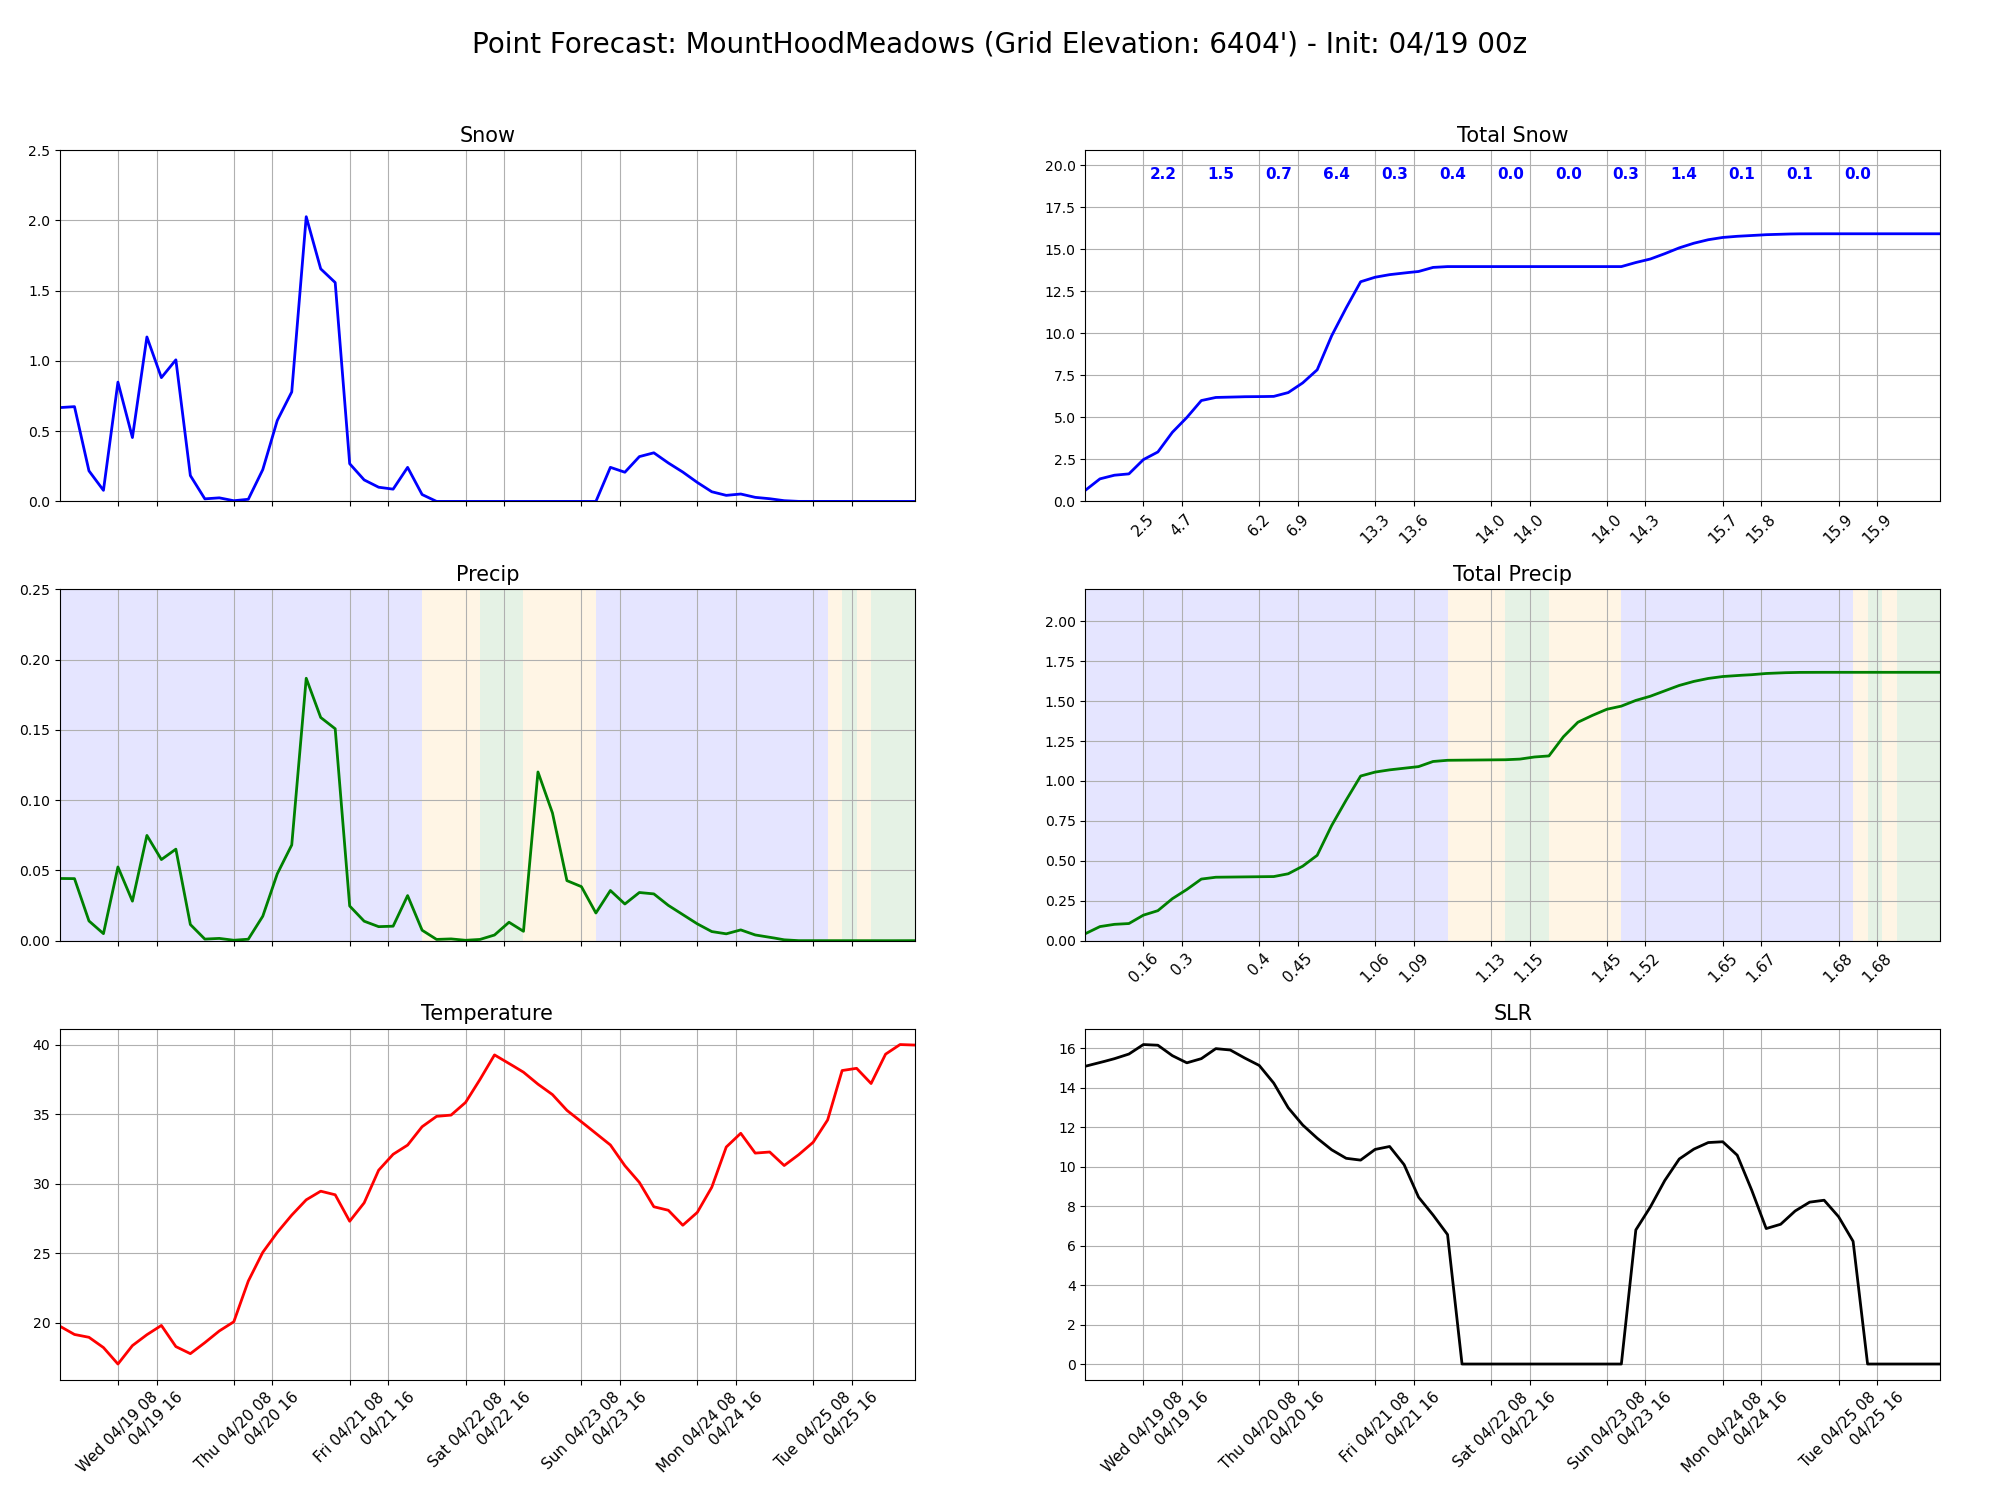 Point Forecast: MountHoodMeadows (Grid Elevation: 6404') - Init: 04/19 00z
Snow
2.5
2.0
1.5
1.0
0.5
0.0
Total Snow
20.0
17.5
15.0
12.5
10.0
7.5
5.0
2.5
0.0
2.2 1.5 0.7 6.4 0.3 0.4 0.0 0.0 0.3 1.4 0.1 0.1 0.0
2.5 4.7 6.2 6.9 13.3 13.6 14.0 14.0 14.0 14.3 15.7 15.8 15.9 15.9
Precip
0.25
0.20
0.15
0.10
0.05
0.00
Total Precip
2.00
1.75
1.50
1.25
1.00
0.75
0.50
0.25
0.00
0.16 0.3 0.4 0.45 1.06 1.09 1.13 1.15 1.45 1.52 1.65 1.67 1.68 1.68
Temperature
40
35
30
25
20
Wed 04/19 08
04/19 16
Thu 04/20 08
04/20 16
Fri 04/21 08
04/21 16
Sat 04/22 08
04/22 16
Sun 04/23 08
04/23 16
Mon 04/24 08
04/24 16
Tue 04/25 08
04/25 16
SLR
16
14
12
10
8
6
4
2
0
Wed 04/19 08
04/19 16
Thu 04/20 08
04/20 16
Fri 04/21 08
04/21 16
Sat 04/22 08
04/22 16
Sun 04/23 08
04/23 16
Mon 04/24 08
04/24 16
Tue 04/25 08
04/25 16